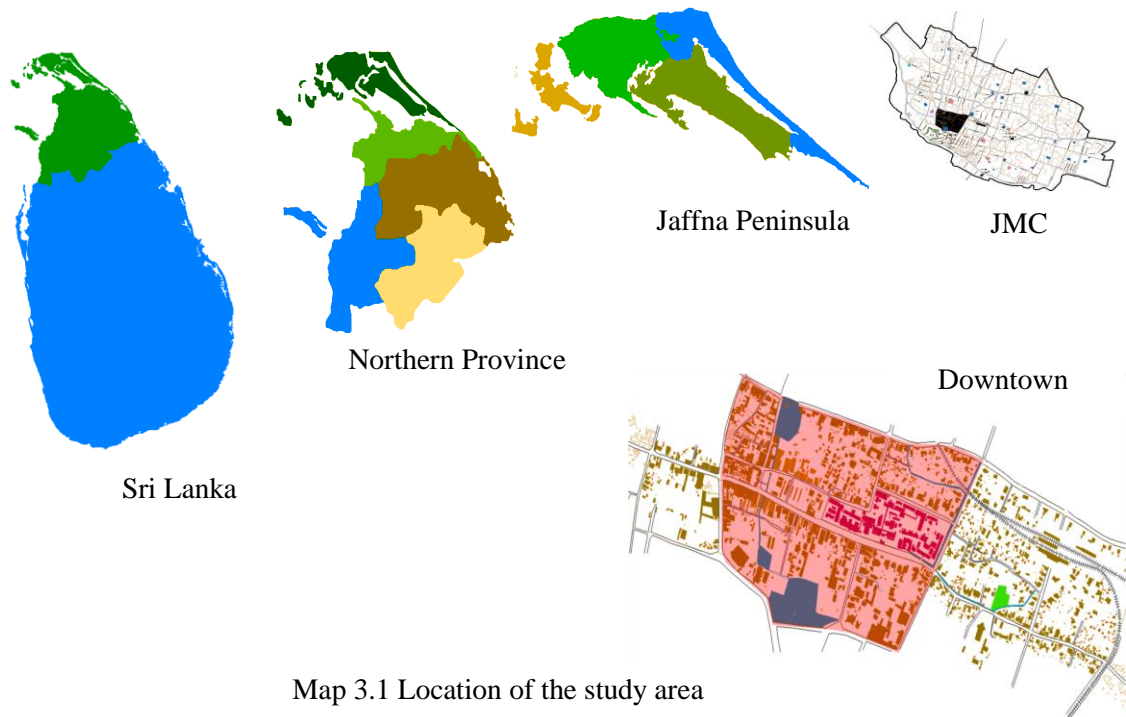 Jaffna Peninsula
JMC
Northern Province
Downtown
Sri Lanka
Map 3.1 Location of the study area